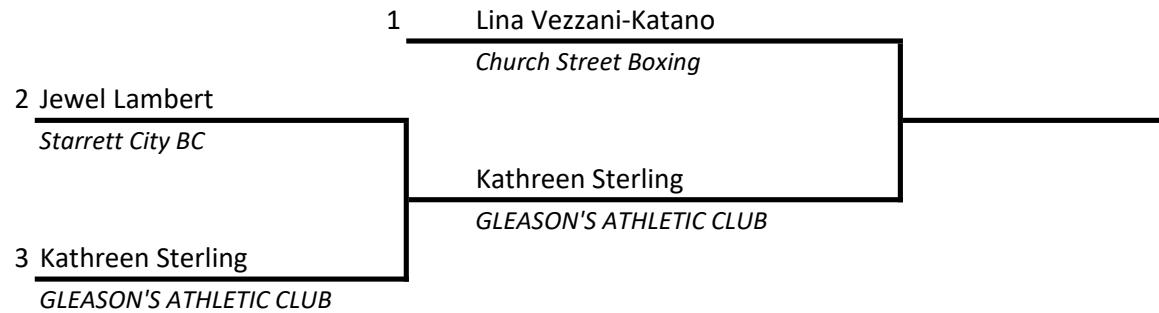 1 Lina Vezzani-Katano
Church Street Boxing
2 Jewel Lambert
Starrett City BC
Kathreen Sterling
GLEASON'S ATHLETIC CLUB
3 Kathreen Sterling
GLEASON'S ATHLETIC CLUB